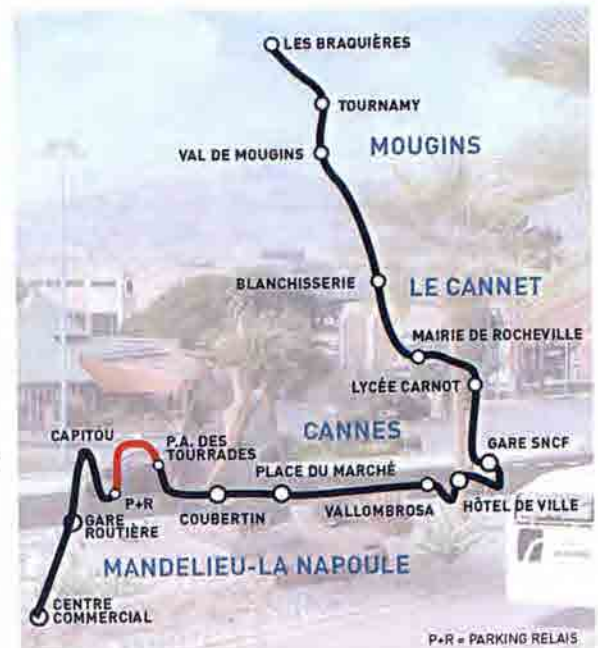 LES BRAQUIÈRES
TOURNAMY
MOUGINS
VAL DE MOUGINS
BLANCHISSERIE
LE CANNET
MAIRIE DE ROCHEVILLE
LYCÉE CARNOT
CANNES
GARE SNCF
CAPITOU
P.A. DES
TOURRADES
PLACE DU MARCHÉ
P+R
COUBERTIN
VALLOMBROSA
HÔTEL DE VILLE
GARE
ROUTIÈRE
MANDELIEU-LA NAPOULE
CENTRE
COMMERCIAL
P+R = PARKING RELAIS